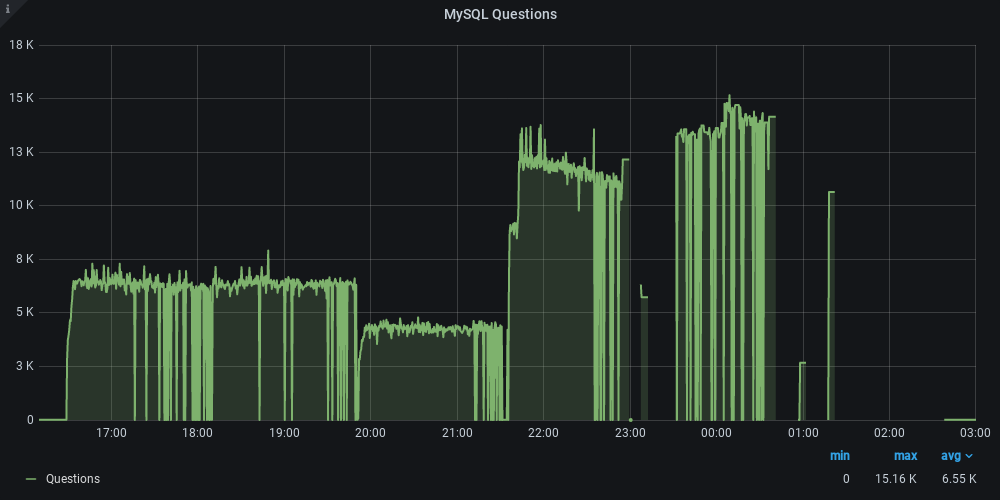 i
MySQL Questions
18 K
15 K
13 K
10 K
8 K
5 K
3 K
0
17:00 18:00 19:00 20:00 21:00 22:00 23:00 00:00 01:00 02:00 03:00
min max avg
Questions 0 15.16 K 6.55 K